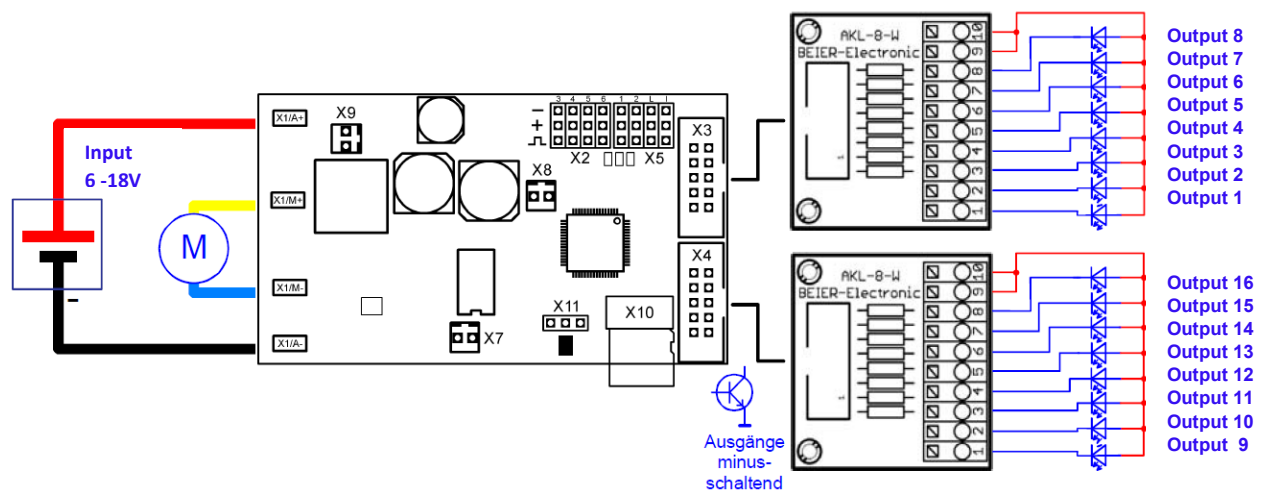 Input
6 -18V
-
M
X1/A+
X1/M+
X1/M-
X1/A-
X9
3 4 5 6 1 2 L I
-
+
X2 X5
X8
X3
X4
X7
X11
X10
Ausgänge
minus-
schaltend
AKL-8-W
BEIER-Electronic
1
10
9
8
7
6
5
4
3
2
1
Output 8
Output 7
Output 6
Output 5
Output 4
Output 3
Output 2
Output 1
AKL-8-W
BEIER-Electronic
1
10
9
8
7
6
5
4
3
2
1
Output 16
Output 15
Output 14
Output 13
Output 12
Output 11
Output 10
Output 9